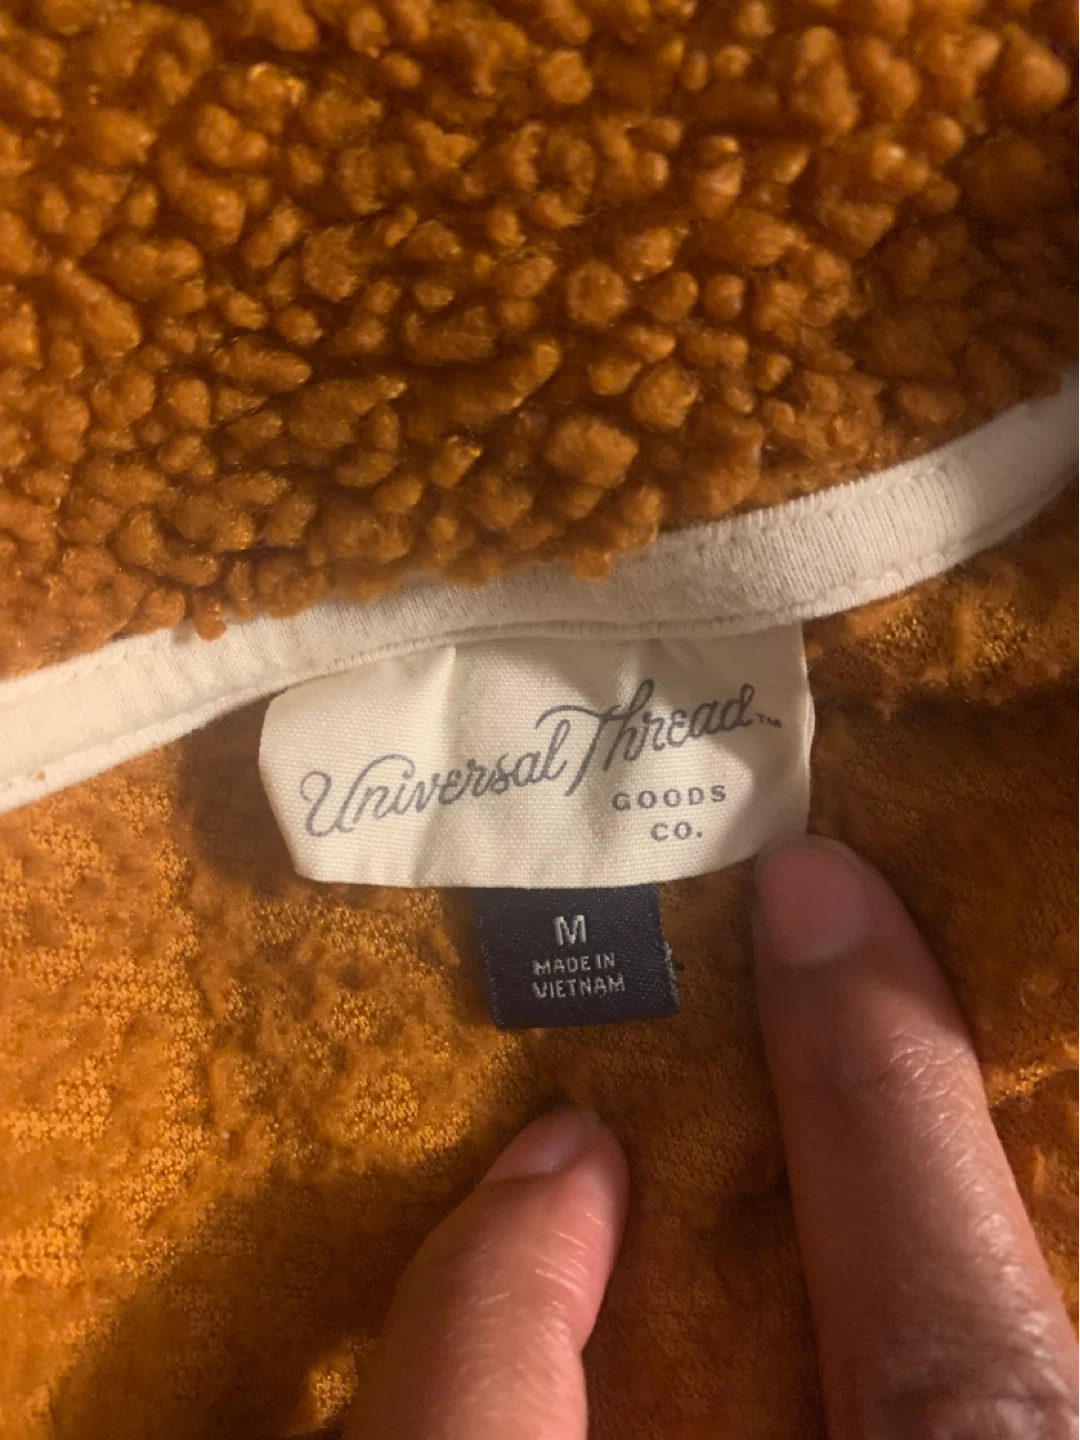 Universal Thread™
GOODS
CO.
M
MADE IN
VIETNAM